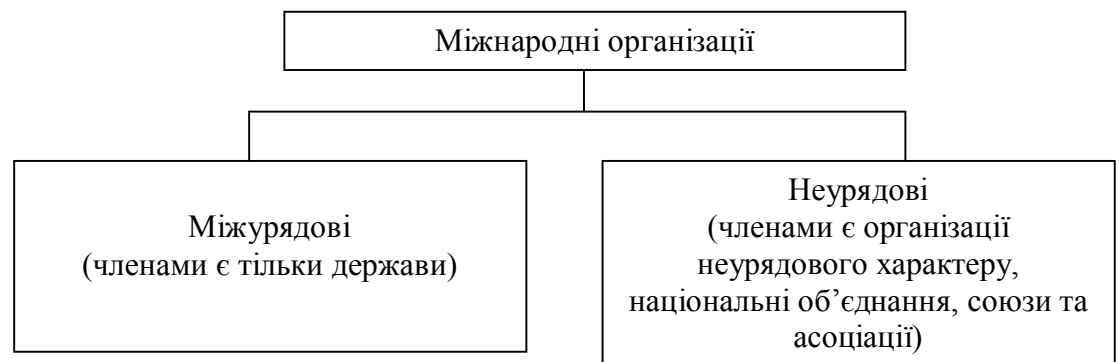 Міжнародні організації
Міжурядові
(членами є тільки держави)
Неурядові
(членами є організації
неурядового характеру,
національні об’єднання, союзи та
асоціації)